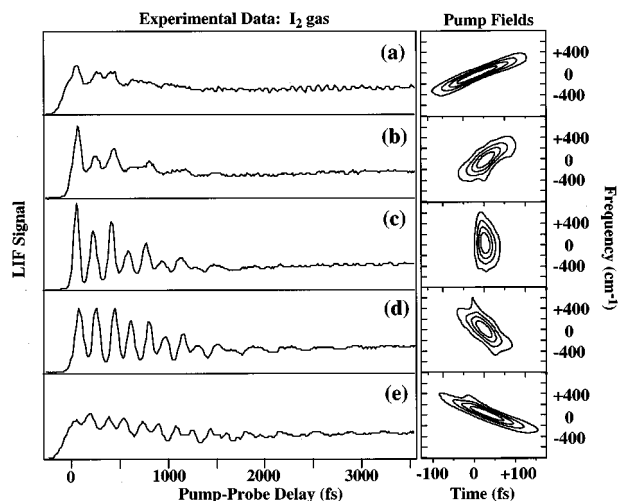 Experimental Data: I2 gas
Pump Fields
(a)
+400
0
-400
(b)
+400
0
-400
(c)
+400
0
-400
(d)
+400
0
-400
(e)
+400
0
-400
LIF Signal
Frequency (cm-1)
0 1000 2000 3000
-100 0 +100
Pump-Probe Delay (fs)
Time (fs)